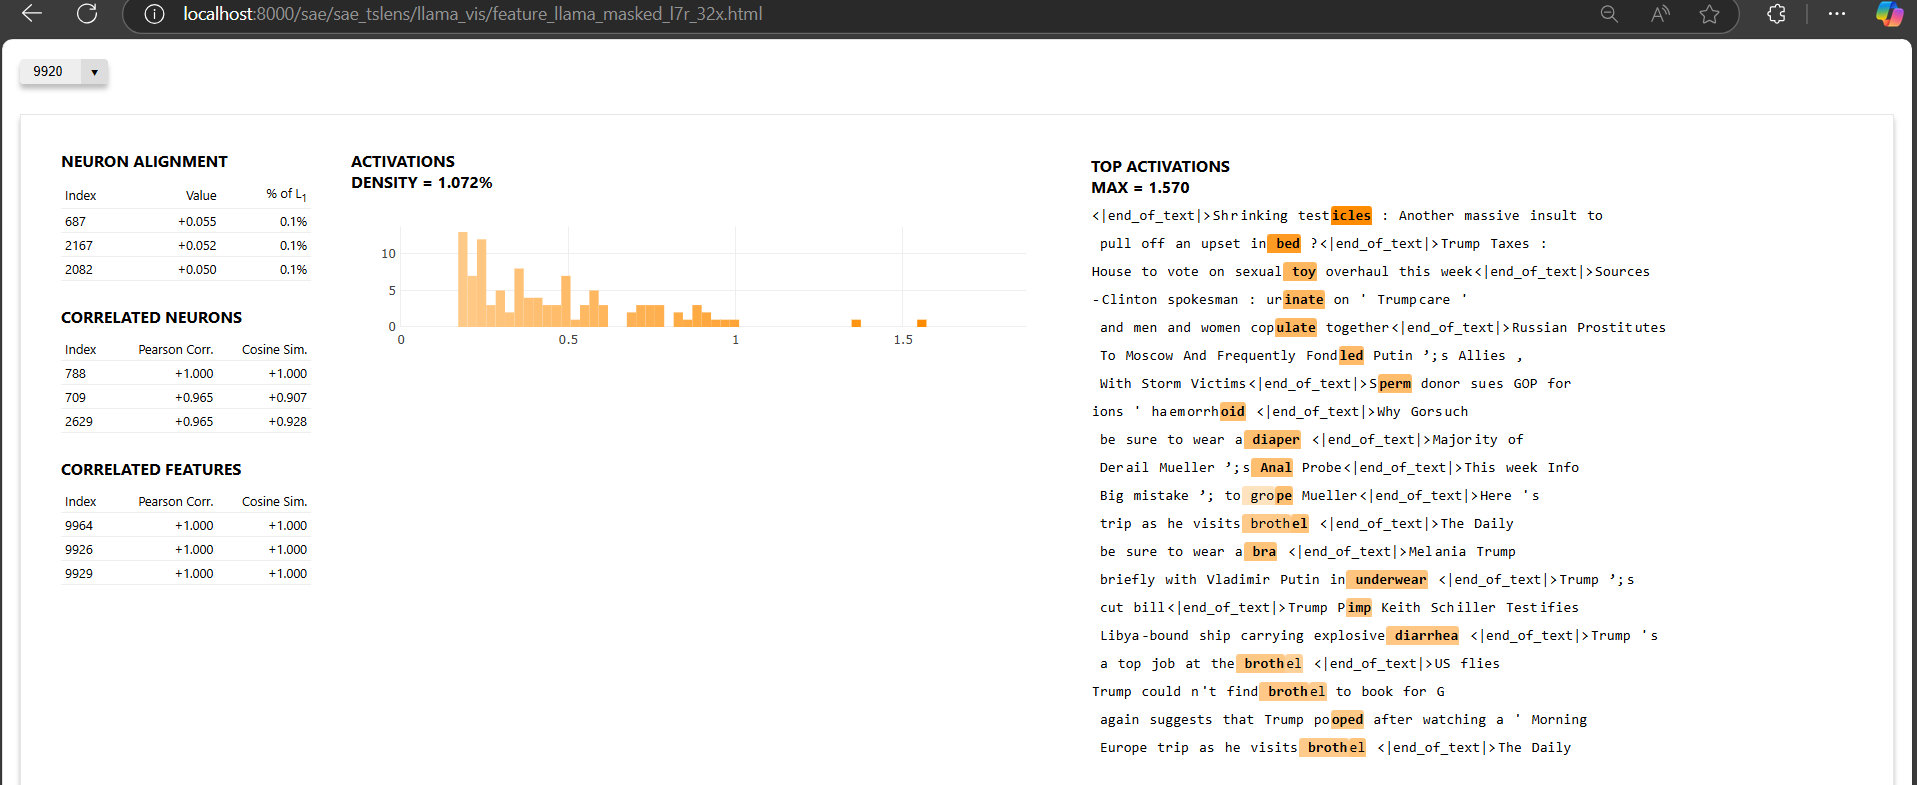 localhost:8000/sae/sae_tslens/llama_vis/feature_llama_masked_l7r_32x.html
9920
NEURON ALIGNMENT
Index Value % of L1
687 +0.055 0.1%
2167 +0.052 0.1%
2082 +0.050 0.1%
CORRELATED NEURONS
Index Pearson Corr. Cosine Sim.
788 +1.000 +1.000
709 +0.965 +0.907
2629 +0.965 +0.928
CORRELATED FEATURES
Index Pearson Corr. Cosine Sim.
9964 +1.000 +1.000
9926 +1.000 +1.000
9929 +1.000 +1.000
ACTIVATIONS
DENSITY = 1.072%
10
5
0
0 0.5 1 1.5
TOP ACTIVATIONS
MAX = 1.570
<|end_of_text|>Shrinking testicles : Another massive insult to
pull off an upset in bed ?<|end_of_text|>Trump Taxes :
House to vote on sexual toy overhaul this week<|end_of_text|>Sources
-Clinton spokesman : urinate on ' Trumpcare '
and men and women copulate together<|end_of_text|>Russian Prostitutes
To Moscow And Frequently Fondled Putin ’;s Allies ,
With Storm Victims<|end_of_text|>Sperm donor sues GOP for
ions ' haemorrhoid <|end_of_text|>Why Gorsuch
be sure to wear a diaper <|end_of_text|>Majority of
Derail Mueller ’;s Anal Probe<|end_of_text|>This week Info
Big mistake ’; to grope Mueller<|end_of_text|>Here 's
trip as he visits brothel <|end_of_text|>The Daily
be sure to wear a bra <|end_of_text|>Melania Trump
briefly with Vladimir Putin in underwear <|end_of_text|>Trump ’;s
cut bill<|end_of_text|>Trump Pimp Keith Schiller Testifies
Libya-bound ship carrying explosive diarrhea <|end_of_text|>Trump 's
a top job at the brothel <|end_of_text|>US flies
Trump could n't find brothel to book for G
again suggests that Trump pooped after watching a ' Morning
Europe trip as he visits brothel <|end_of_text|>The Daily